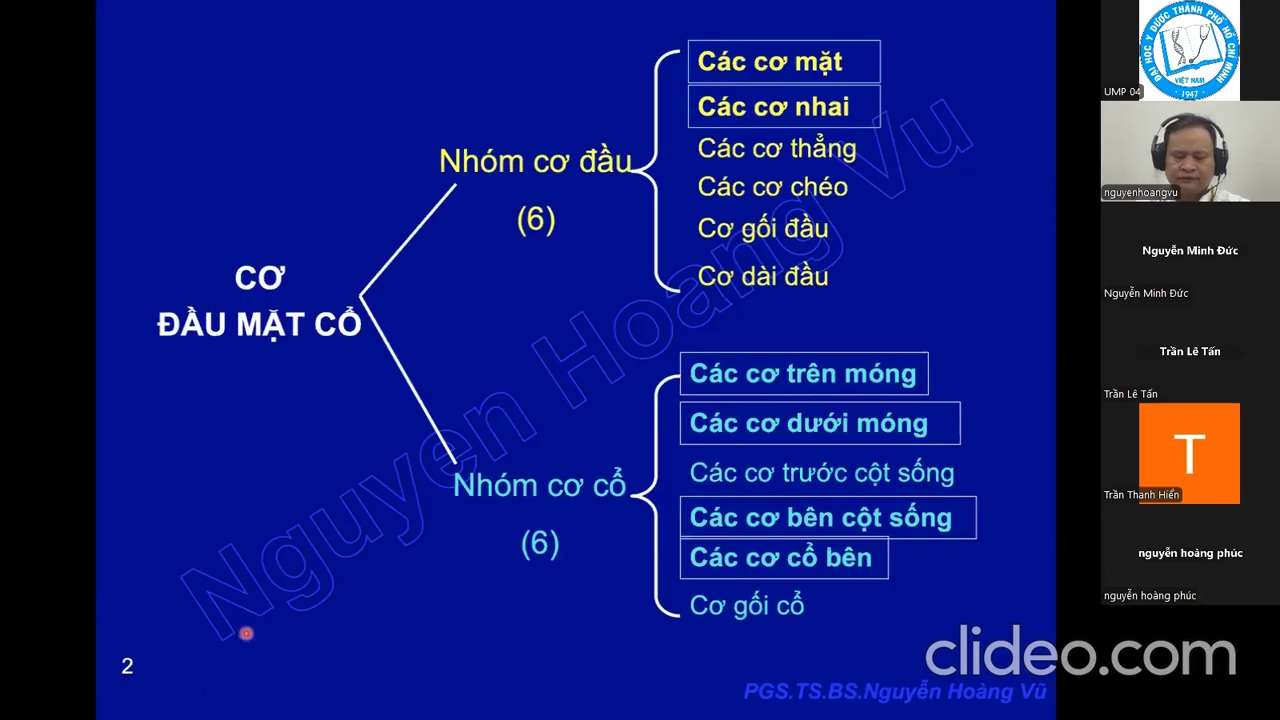 Các cơ mặt
Các cơ nhai
Các cơ thẳng
Các cơ chéo
Cơ gối đầu
Cơ dài đầu
Nhóm cơ đầu
(6)
CƠ
ĐẦU MẶT CỔ
Các cơ trên móng
Các cơ dưới móng
Các cơ trước cột sống
Các cơ bên cột sống
Các cơ cổ bên
Cơ gối cổ
Nhóm cơ cổ
(6)
Nguyen Hoang Vu
2
PGS.TS.BS.Nguyễn Hoàng Vũ
clideo.com
ĐẠI HỌC Y DƯỢC THÀNH PHỐ HỒ CHÍ MINH
VIỆT NAM
1947
UMP 04
nguyenhoangvu
Nguyễn Minh Đức
Nguyễn Minh Đức
Trần Lê Tấn
Trần Lê Tấn
T
Trần Thanh Hiển
nguyễn hoàng phúc
nguyễn hoàng phúc